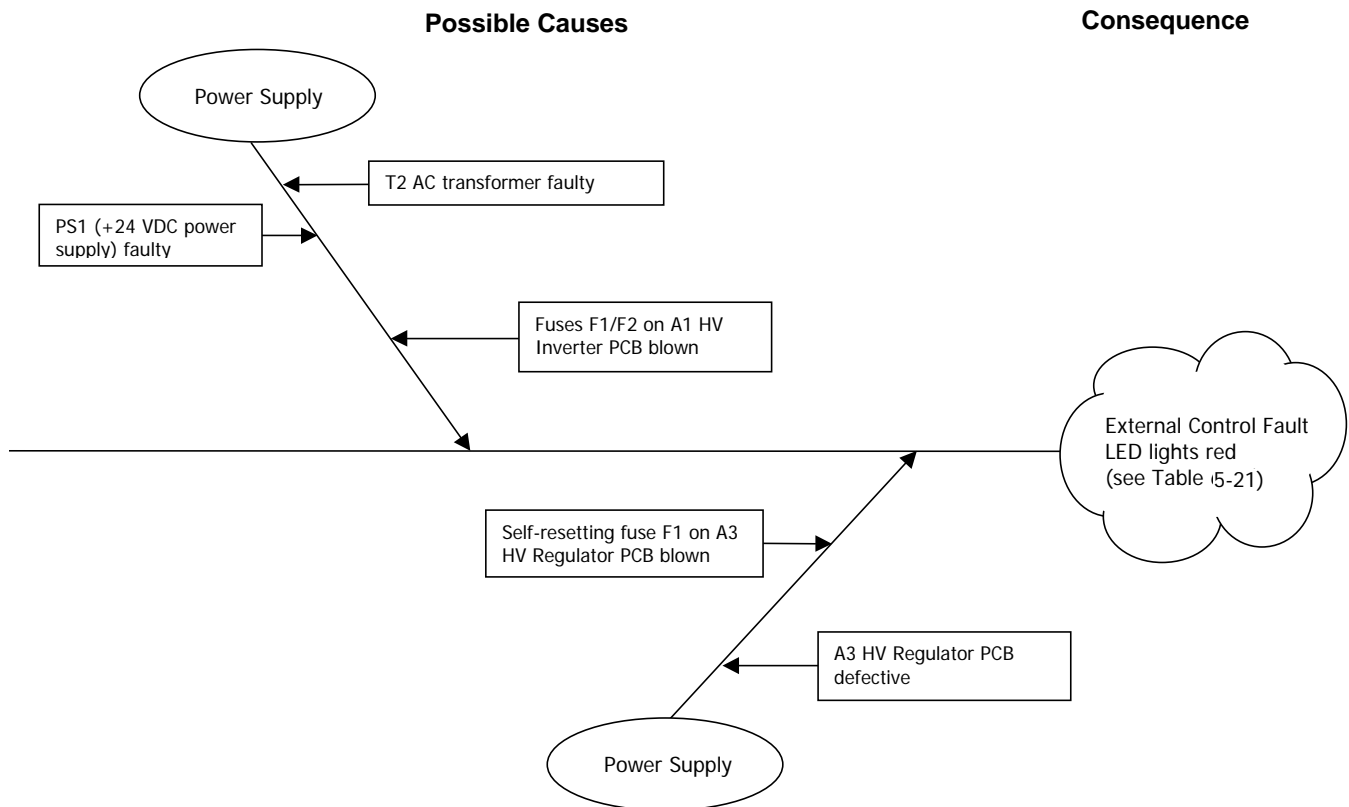 Possible Causes
Consequence
Power Supply
T2 AC transformer faulty
PS1 (+24 VDC power
supply) faulty
Fuses F1/F2 on A1 HV
Inverter PCB blown
External Control Fault
LED lights red
(see Table 5-21)
Self-resetting fuse F1 on A3
HV Regulator PCB blown
A3 HV Regulator PCB
defective
Power Supply